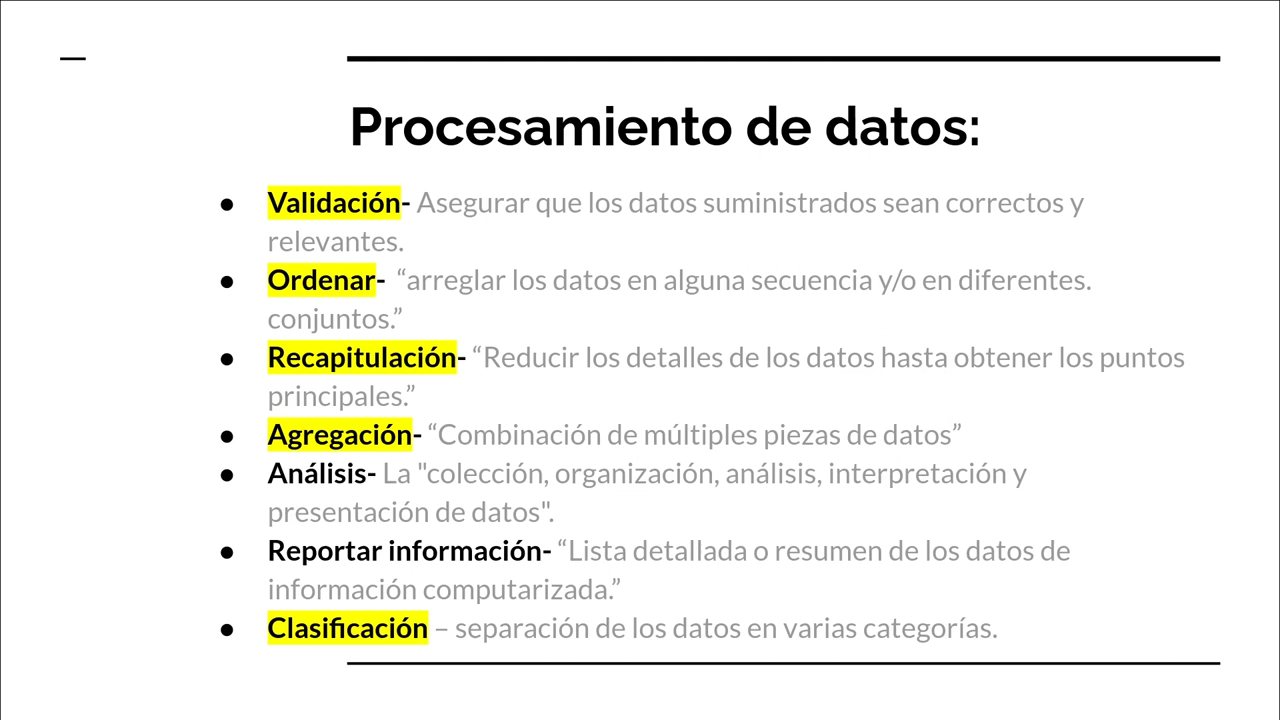 Procesamiento de datos:
● Validación- Asegurar que los datos suministrados sean correctos y
relevantes.
● Ordenar- “arreglar los datos en alguna secuencia y/o en diferentes.
conjuntos.”
● Recapitulación- “Reducir los detalles de los datos hasta obtener los puntos
principales.”
● Agregación- “Combinación de múltiples piezas de datos”
● Análisis- La "colección, organización, análisis, interpretación y
presentación de datos".
● Reportar información- “Lista detallada o resumen de los datos de
información computarizada.”
● Clasificación – separación de los datos en varias categorías.